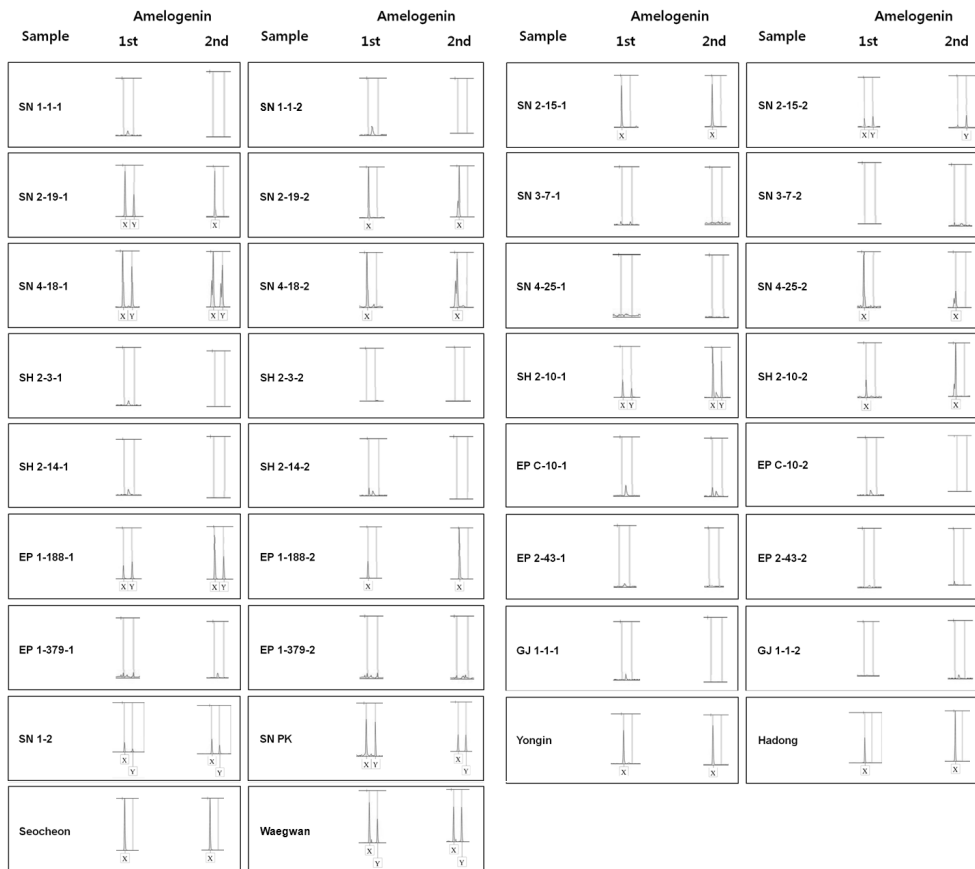 Amelogenin Amelogenin Amelogenin Amelogenin
Sample 1st 2nd Sample 1st 2nd Sample 1st 2nd Sample 1st 2nd
SN 1-1-1 SN 1-1-2 SN 2-15-1 X X SN 2-15-2 X Y Y
SN 2-19-1 X Y X SN 2-19-2 X X SN 3-7-1 SN 3-7-2
SN 4-18-1 X Y X Y SN 4-18-2 X X SN 4-25-1 SN 4-25-2 X X
SH 2-3-1 SH 2-3-2 SH 2-10-1 X Y X Y SH 2-10-2 X X
SH 2-14-1 SH 2-14-2 EP C-10-1 EP C-10-2
EP 1-188-1 X Y X Y EP 1-188-2 X X EP 2-43-1 EP 2-43-2
EP 1-379-1 EP 1-379-2 GJ 1-1-1 GJ 1-1-2
SN 1-2 X Y X Y SN PK X Y X Y Yongin X X Hadong X X
Seocheon X X Waegwan X Y X Y